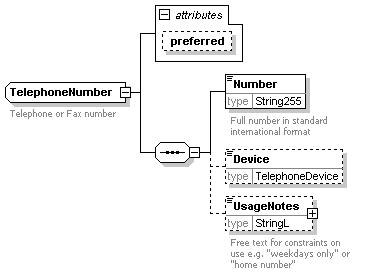 attributes
preferred
TelephoneNumber
Telephone or Fax number
Number
type String255
Full number in standard
international format
Device
type TelephoneDevice
UsageNotes
type StringL
Free text for constraints on
use e.g. "weekdays only" or
"home number"